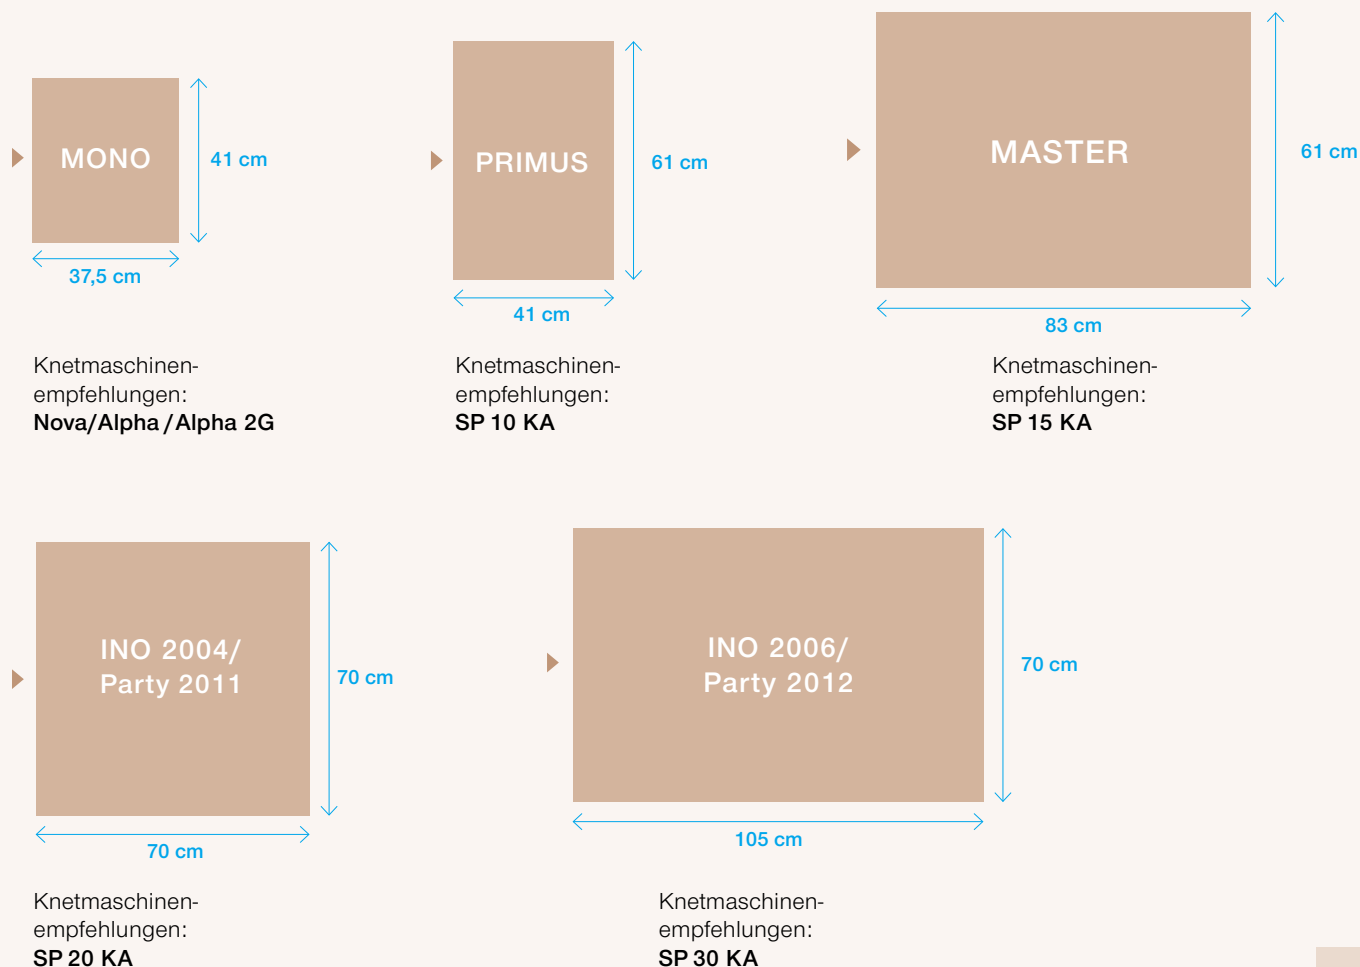 MONO
41 cm
37,5 cm
Knetmaschinen-
empfehlungen:
Nova/Alpha/Alpha 2G
PRIMUS
61 cm
41 cm
Knetmaschinen-
empfehlungen:
SP 10 KA
MASTER
61 cm
83 cm
Knetmaschinen-
empfehlungen:
SP 15 KA
INO 2004/
Party 2011
70 cm
70 cm
Knetmaschinen-
empfehlungen:
SP 20 KA
INO 2006/
Party 2012
70 cm
105 cm
Knetmaschinen-
empfehlungen:
SP 30 KA